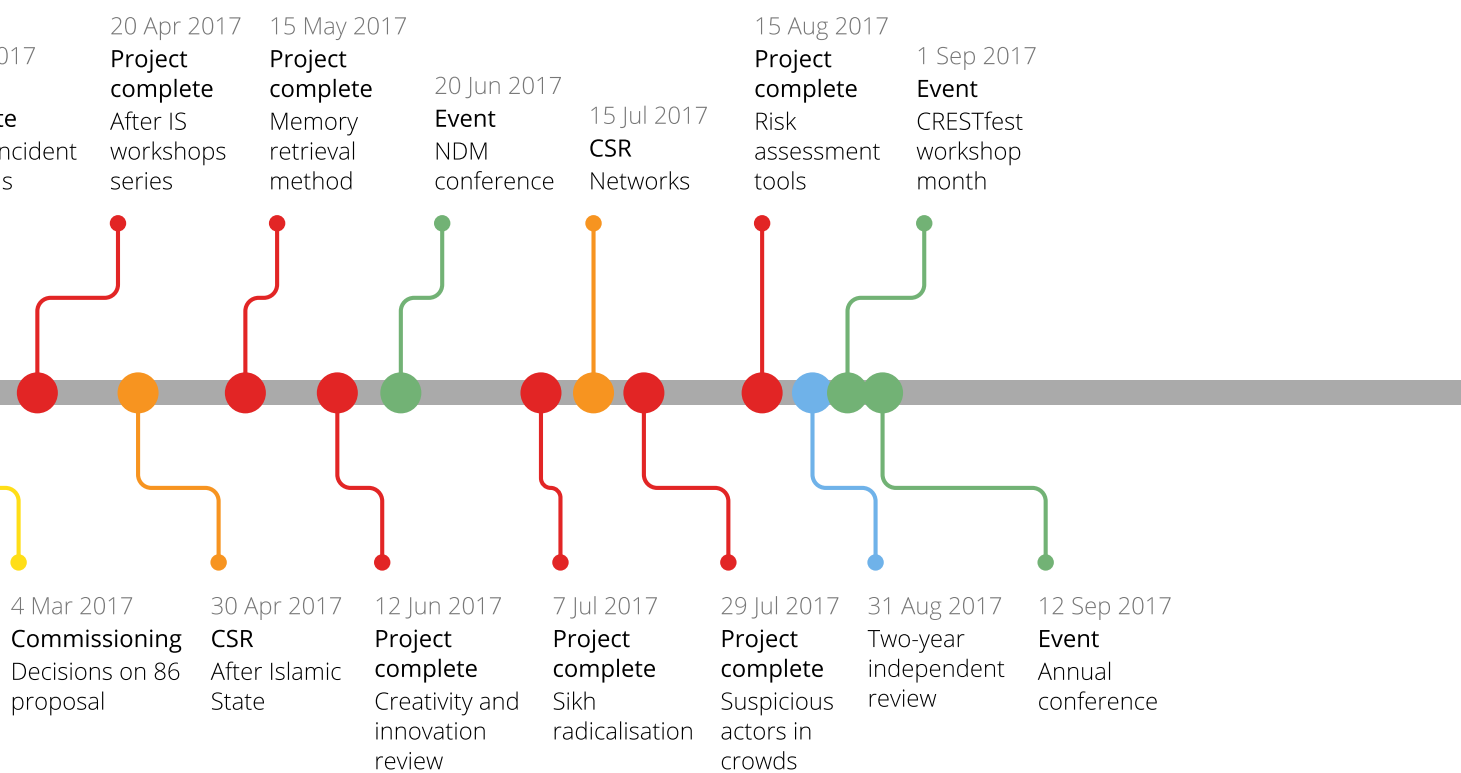 017
te
ncident
s
20 Apr 2017
Project
complete
After IS
workshops
series
15 May 2017
Project
complete
Memory
retrieval
method
20 Jun 2017
Event
NDM
conference
15 Jul 2017
CSR
Networks
15 Aug 2017
Project
complete
Risk
assessment
tools
1 Sep 2017
Event
CRESTfest
workshop
month
4 Mar 2017
Commissioning
Decisions on 86
proposal
30 Apr 2017
CSR
After Islamic
State
12 Jun 2017
Project
complete
Creativity and
innovation
review
7 Jul 2017
Project
complete
Sikh
radicalisation
29 Jul 2017
Project
complete
Suspicious
actors in
crowds
31 Aug 2017
Two-year
independent
review
12 Sep 2017
Event
Annual
conference